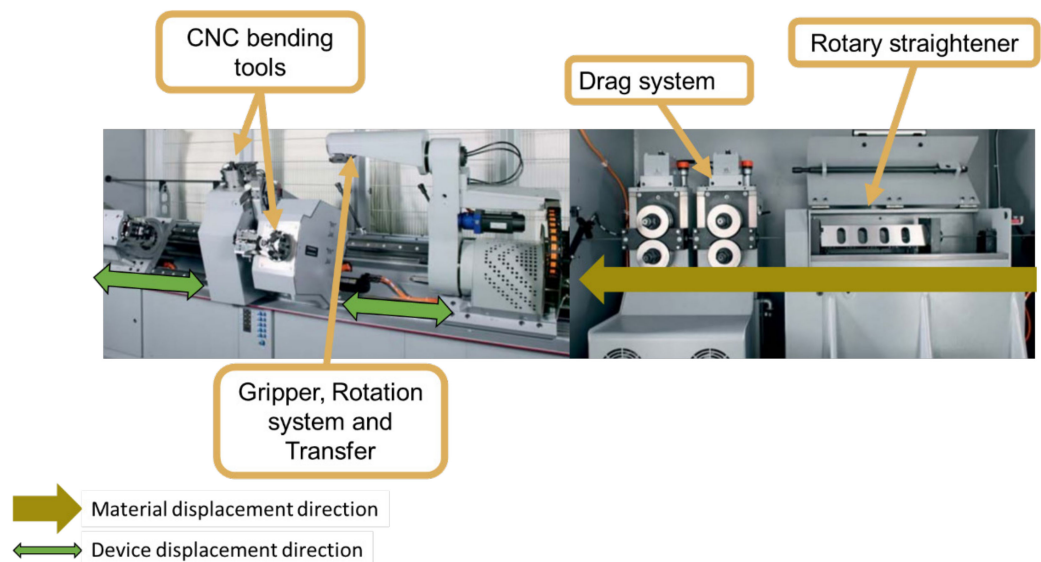 CNC bending
tools
Drag system
Rotary straightener
Gripper, Rotation
system and
Transfer
Material displacement direction
Device displacement direction